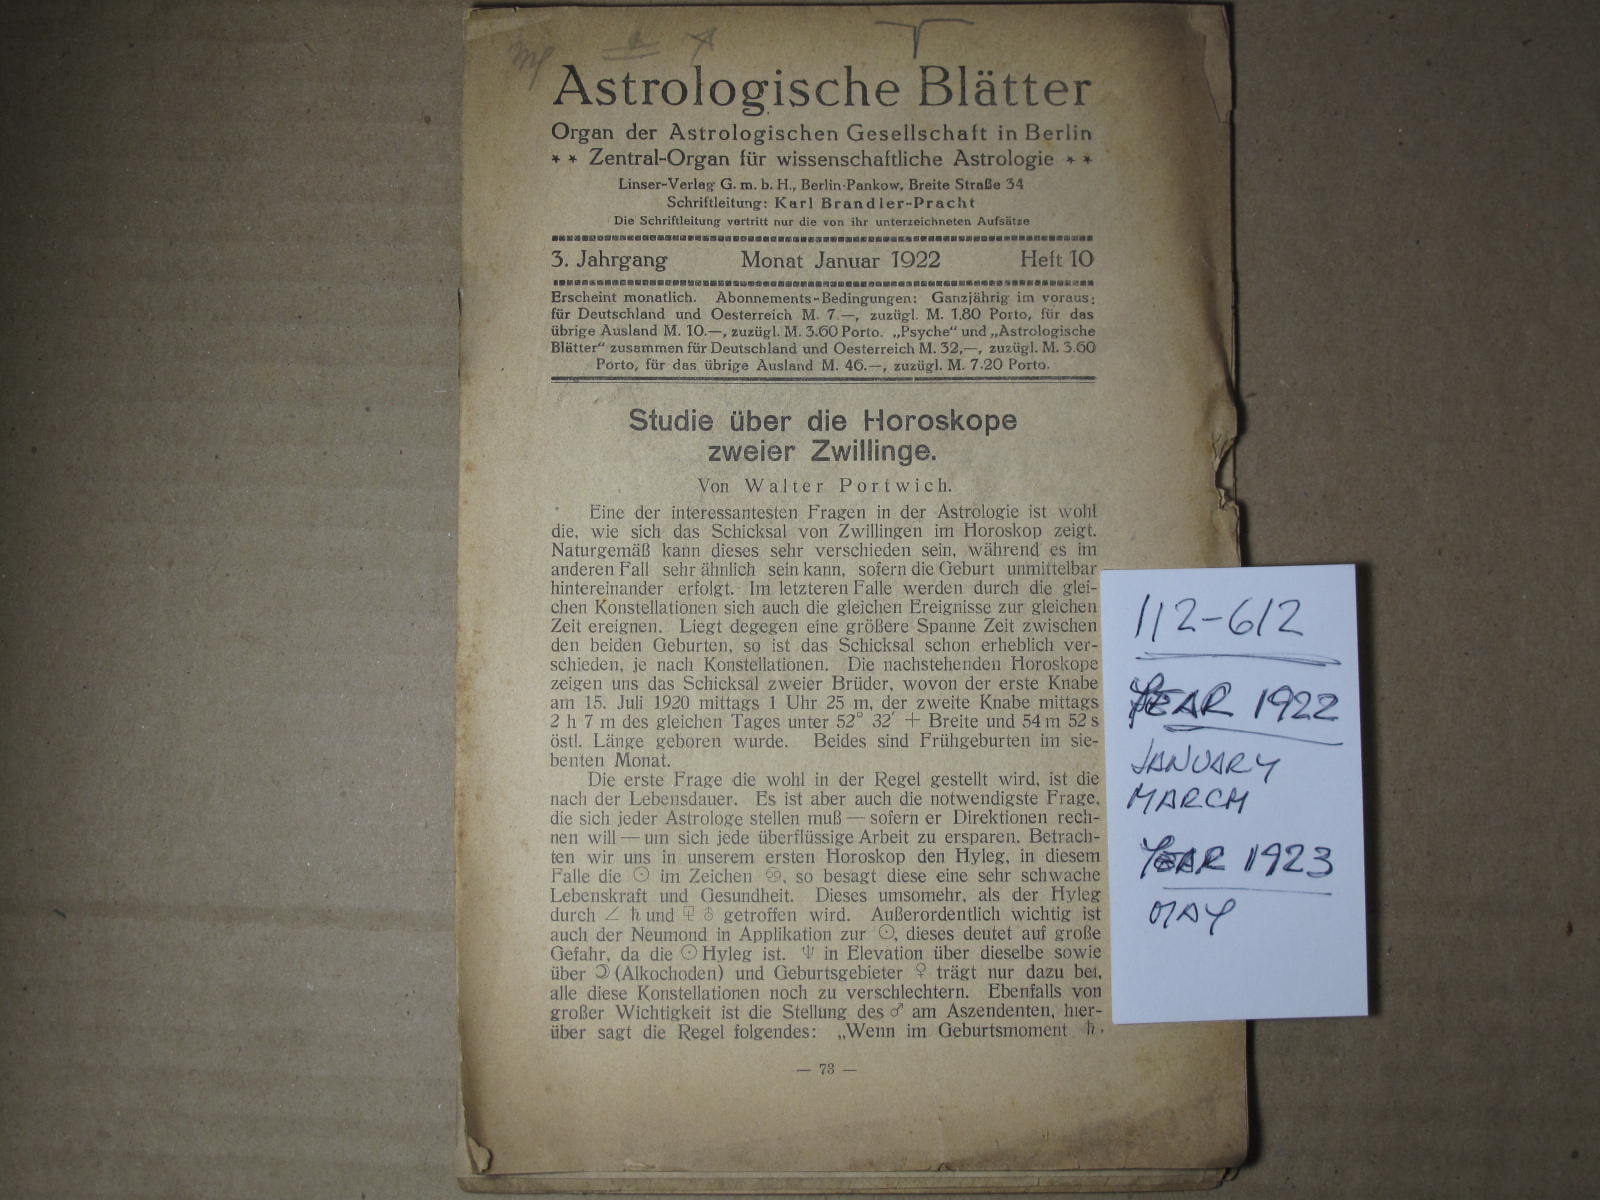 Astrologische Blätter
Organ der Astrologischen Gesellschaft in Berlin
** Zentral-Organ für wissenschaftliche Astrologie **
Linser-Verlag G. m. b. H., Berlin-Pankow, Breite Straße 34
Schriftleitung: Karl Brandler-Pracht
Die Schriftleitung vertritt nur die von ihr unterzeichneten Aufsätze
3. Jahrgang Monat Januar 1922 Heft 10
Erscheint monatlich. Abonnements-Bedingungen: Ganzjährig im voraus:
für Deutschland und Oesterreich M. 7.—, zuzügl. M. 1.80 Porto, für das
übrige Ausland M. 10.—, zuzügl. M. 3.60 Porto. „Psyche“ und „Astrologische
Blätter“ zusammen für Deutschland und Oesterreich M. 32,—, zuzügl. M. 3.60
Porto, für das übrige Ausland M. 46.—, zuzügl. M. 7.20 Porto.
Studie über die Horoskope
zweier Zwillinge.
Von Walter Portwich.
Eine der interessantesten Fragen in der Astrologie ist wohl
die, wie sich das Schicksal von Zwillingen im Horoskop zeigt.
Naturgemäß kann dieses sehr verschieden sein, während es im
anderen Fall sehr ähnlich sein kann, sofern die Geburt unmittelbar
hintereinander erfolgt. Im letzteren Falle werden durch die glei-
chen Konstellationen sich auch die gleichen Ereignisse zur gleichen
Zeit ereignen. Liegt degegen eine größere Spanne Zeit zwischen
den beiden Geburten, so ist das Schicksal schon erheblich ver-
schieden, je nach Konstellationen. Die nachstehenden Horoskope
zeigen uns das Schicksal zweier Brüder, wovon der erste Knabe
am 15. Juli 1920 mittags 1 Uhr 25 m, der zweite Knabe mittags
2 h 7 m des gleichen Tages unter 52° 32′ + Breite und 54 m 52 s
östl. Länge geboren wurde. Beides sind Frühgeburten im sie-
benten Monat.
Die erste Frage die wohl in der Regel gestellt wird, ist die
nach der Lebensdauer. Es ist aber auch die notwendigste Frage,
die sich jeder Astrologe stellen muß — sofern er Direktionen rech-
nen will — um sich jede überflüssige Arbeit zu ersparen. Betrach-
ten wir uns in unserem ersten Horoskop den Hyleg, in diesem
Falle die ☉ im Zeichen ♋, so besagt diese eine sehr schwache
Lebenskraft und Gesundheit. Dieses umsomehr, als der Hyleg
durch ∠ ♄ und ⚼ ♁ getroffen wird. Außerordentlich wichtig ist
auch der Neumond in Applikation zur ☉, dieses deutet auf große
Gefahr, da die ☉ Hyleg ist. ♆ in Elevation über dieselbe sowie
über ☽ (Alkochoden) und Geburtsgebieter ♀ trägt nur dazu bei,
alle diese Konstellationen noch zu verschlechtern. Ebenfalls von
großer Wichtigkeit ist die Stellung des ♂ am Aszendenten, hier-
über sagt die Regel folgendes: „Wenn im Geburtsmoment ♄,
— 73 —
112-612
YEAR 1922
JANUARY
MARCH
YEAR 1923
MAY